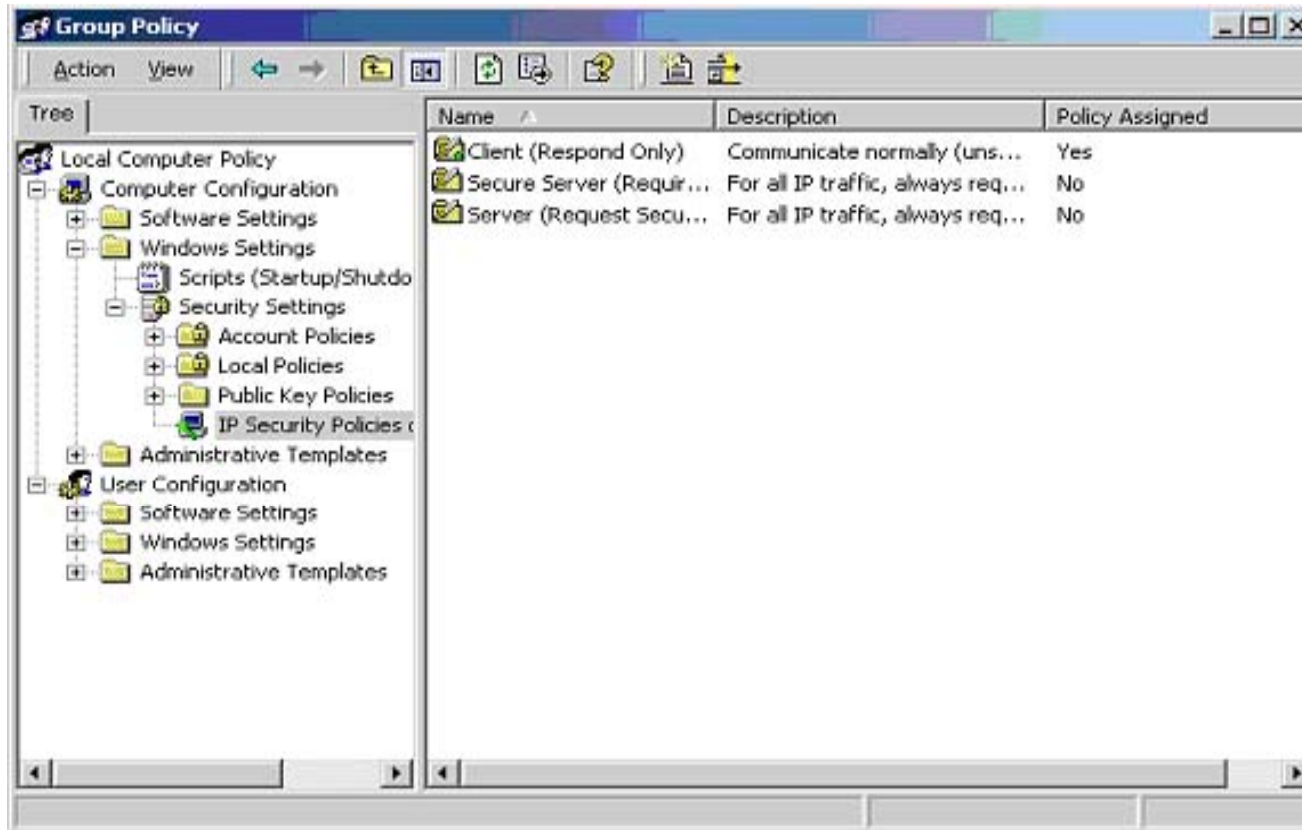 Group Policy
Action View
Tree
Name Description Policy Assigned
Local Computer Policy
Computer Configuration
Software Settings
Windows Settings
Scripts (Startup/Shutdo
Security Settings
Account Policies
Local Policies
Public Key Policies
IP Security Policies
Administrative Templates
User Configuration
Software Settings
Windows Settings
Administrative Templates
Client (Respond Only) Communicate normally (uns... Yes
Secure Server (Requir... For all IP traffic, always req... No
Server (Request Secu... For all IP traffic, always req... No